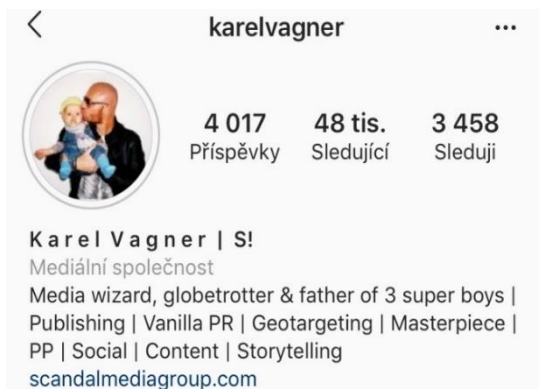 karelvagner
4 017 48 tis. 3 458
Příspěvky Sledující Sleduji
Karel Vagner | S!
Mediální společnost
Media wizard, globetrotter & father of 3 super boys |
Publishing | Vanilla PR | Geotargeting | Masterpiece |
PP | Social | Content | Storytelling
scandalmediagroup.com